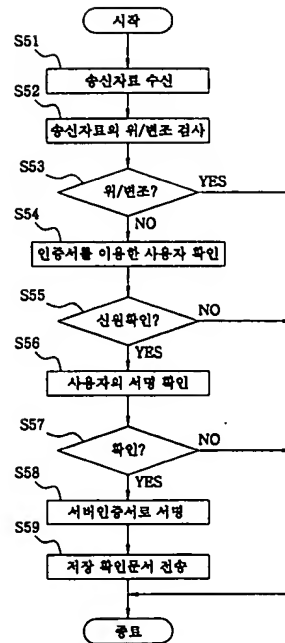 시작
S51
송신자료 수신
S52
송신자료의 위/변조 검사
S53
위/변조?
YES
NO
S54
인증서를 이용한 사용자 확인
S55
신원확인?
NO
YES
S56
사용자의 서명 확인
S57
확인?
NO
YES
S58
서버인증서로 서명
S59
저장 확인문서 전송
종료